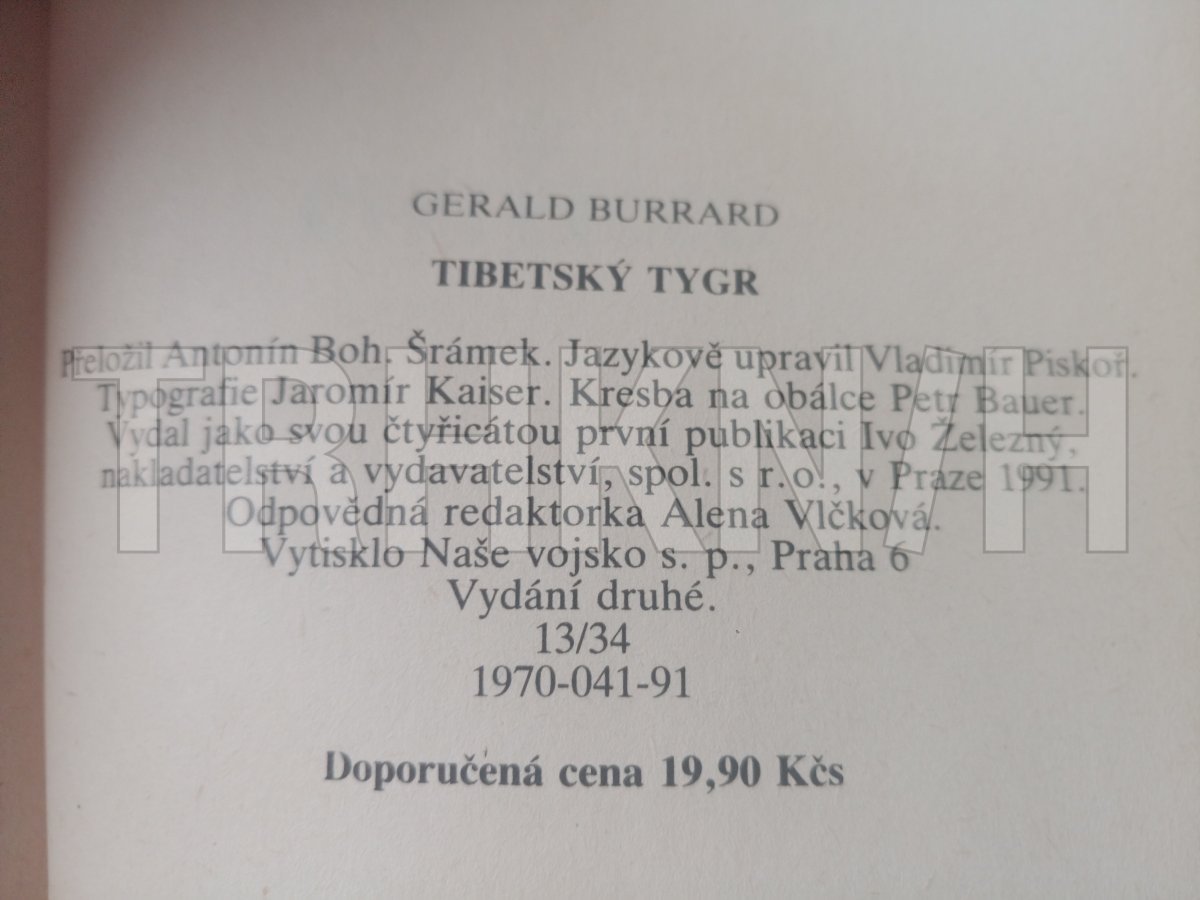 GERALD BURRARD
TIBETSKÝ TYGR
Přeložil Antonín Boh. Šrámek. Jazykově upravil Vladimír Piskoř.
Typografie Jaromír Kaiser. Kresba na obálce Petr Bauer.
Vydal jako svou čtyřicátou první publikaci Ivo Železný,
nakladatelství a vydavatelství, spol. s r. o., v Praze 1991.
Odpovědná redaktorka Alena Vlčková.
Vytisklo Naše vojsko s. p., Praha 6
Vydání druhé.
13/34
1970-041-91
Doporučená cena 19,90 Kčs